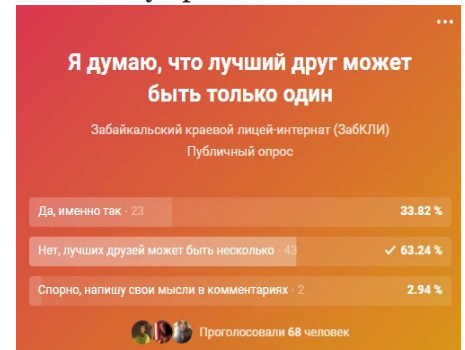 Я думаю, что лучший друг может
быть только один
Забайкальский краевой лицей-интернат (ЗабКЛИ)
Публичный опрос
Да, именно так · 23 33.82 %
Нет, лучших друзей может быть несколько · 43 63.24 %
Спорно, напишу свои мысли в комментариях · 2 2.94 %
Проголосовали 68 человек